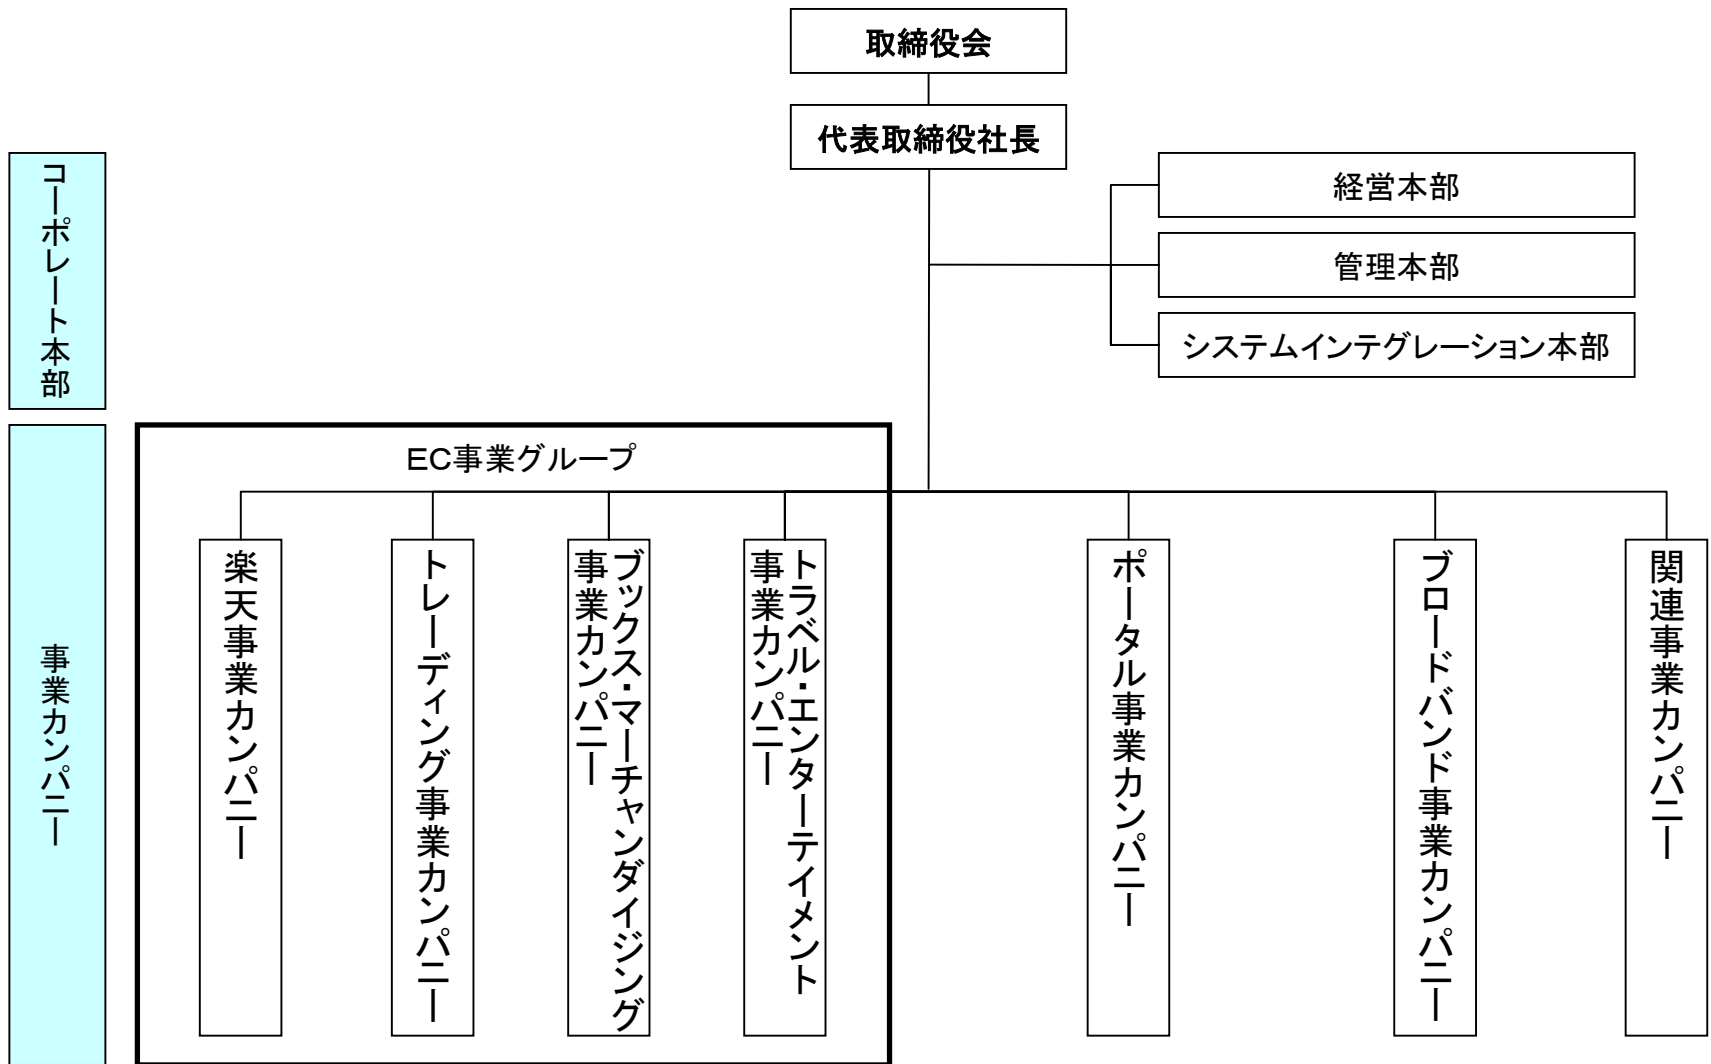 取締役会
代表取締役社長
コーポレート本部
経営本部
管理本部
システムインテグレーション本部
事業カンパニー
EC事業グループ
楽天事業カンパニー
トレーディング事業カンパニー
ブックス・マーチャンダイジング
事業カンパニー
トラベル・エンターテイメント
事業カンパニー
ポータル事業カンパニー
ブロードバンド事業カンパニー
関連事業カンパニー